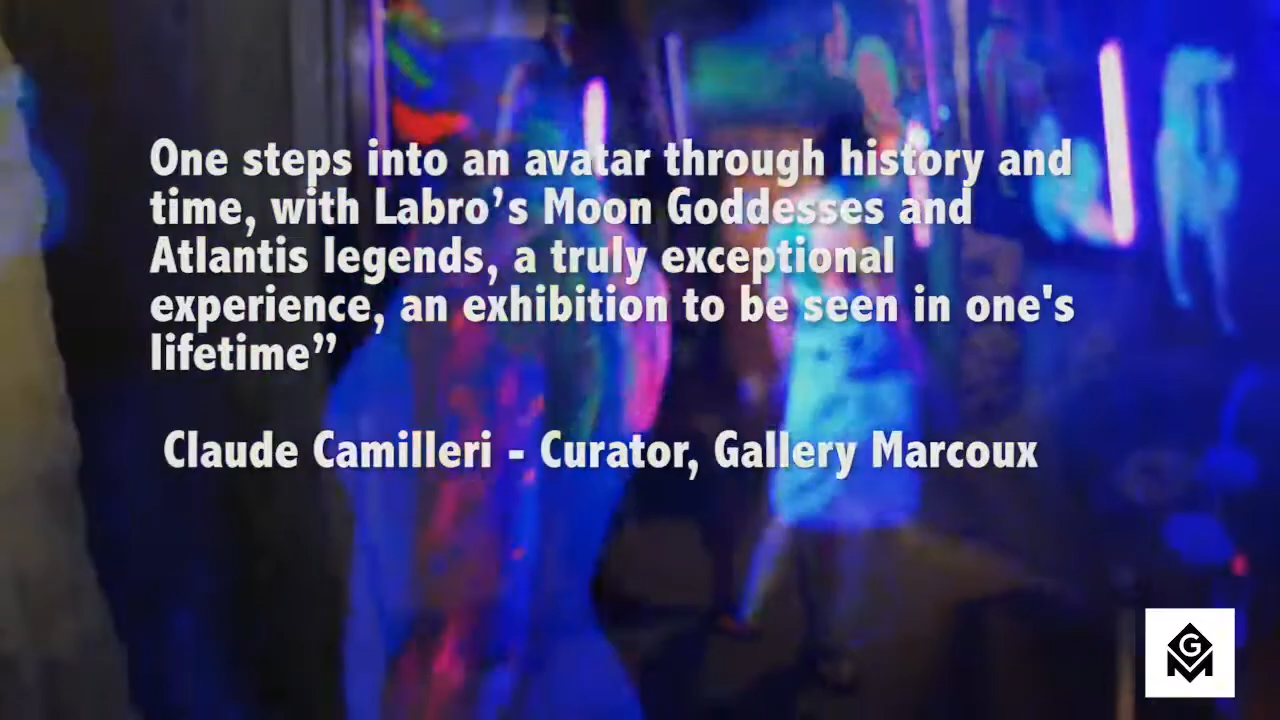 One steps into an avatar through history and
time, with Labro’s Moon Goddesses and
Atlantis legends, a truly exceptional
experience, an exhibition to be seen in one's
lifetime”
Claude Camilleri - Curator, Gallery Marcoux
GM